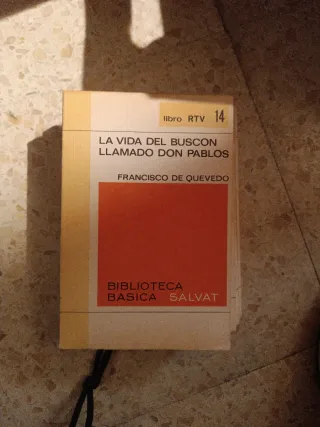 libro RTV 14
LA VIDA DEL BUSCON
LLAMADO DON PABLOS
FRANCISCO DE QUEVEDO
BIBLIOTECA
BASICA SALVAT